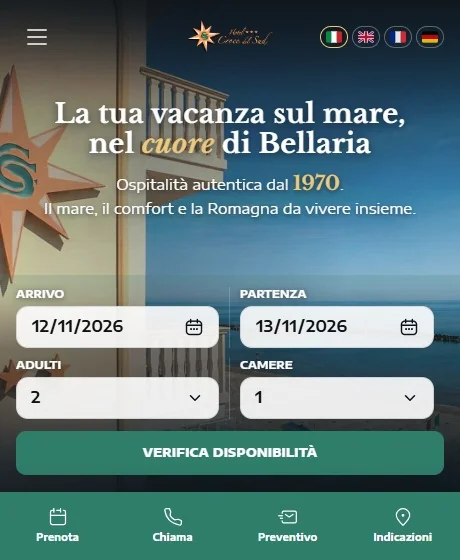 Hotel ***
Croce del Sud
La tua vacanza sul mare,
nel cuore di Bellaria
Ospitalità autentica dal 1970.
Il mare, il comfort e la Romagna da vivere insieme.
S
ARRIVO
PARTENZA
12/11/2026
13/11/2026
ADULTI
CAMERE
2
1
VERIFICA DISPONIBILITÀ
Prenota
Chiama
Preventivo
Indicazioni